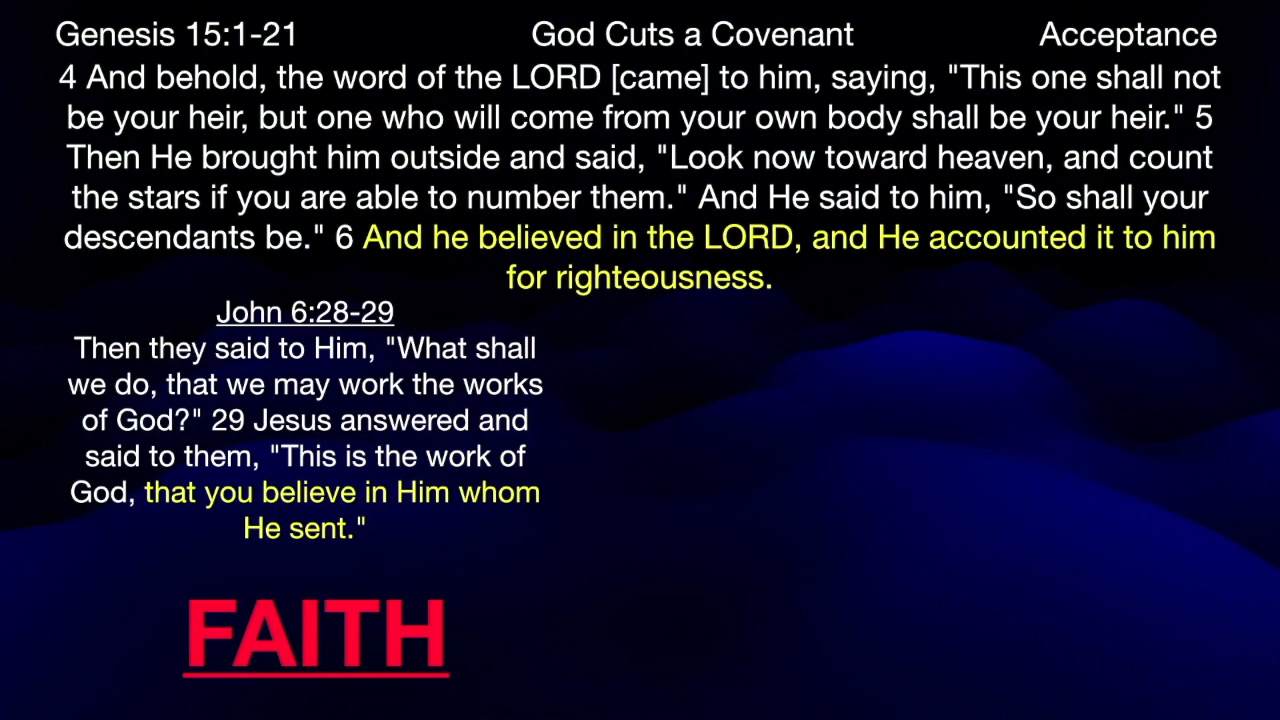 Genesis 15:1-21 God Cuts a Covenant Acceptance
4 And behold, the word of the LORD [came] to him, saying, "This one shall not
be your heir, but one who will come from your own body shall be your heir." 5
Then He brought him outside and said, "Look now toward heaven, and count
the stars if you are able to number them." And He said to him, "So shall your
descendants be." 6 And he believed in the LORD, and He accounted it to him
for righteousness.
John 6:28-29
Then they said to Him, "What shall
we do, that we may work the works
of God?" 29 Jesus answered and
said to them, "This is the work of
God, that you believe in Him whom
He sent."
FAITH